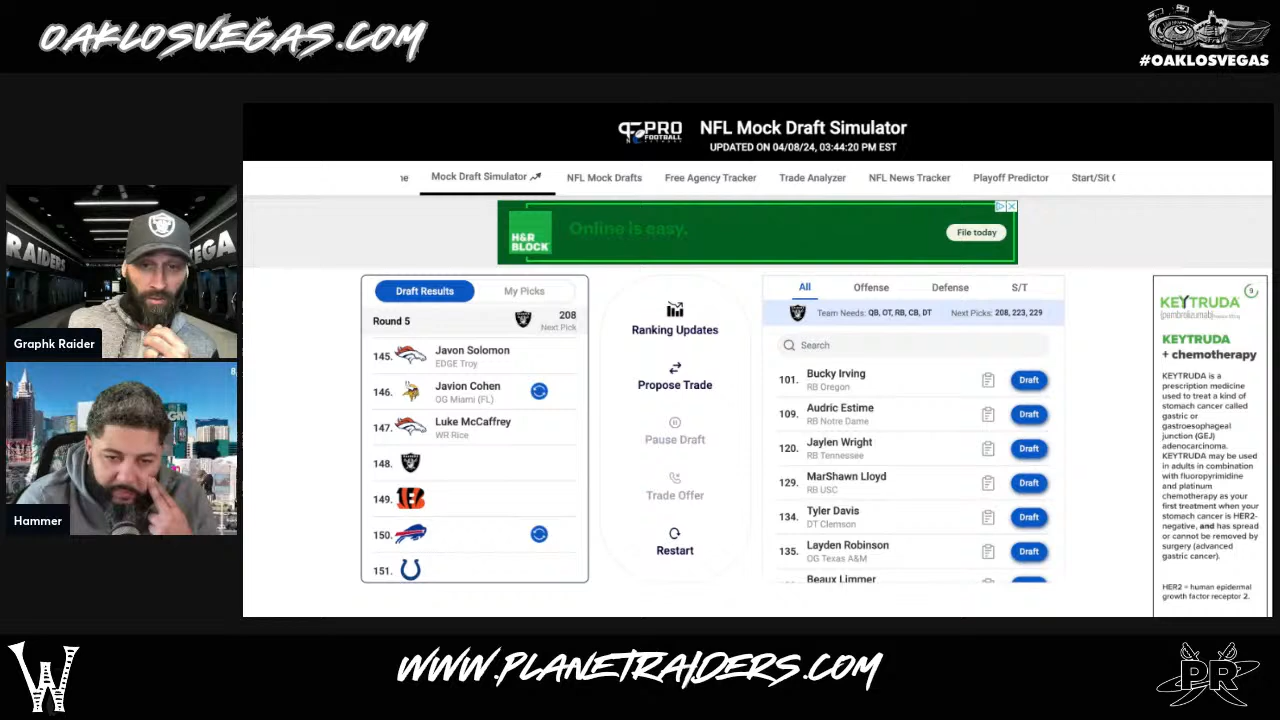 OAKLOSVEGAS.COM
#OAKLOSVEGAS
PRO
FOOTBALL
NETWORK
NFL Mock Draft Simulator
UPDATED ON 04/08/24, 03:44:20 PM EST
ne
Mock Draft Simulator
NFL Mock Drafts
Free Agency Tracker
Trade Analyzer
NFL News Tracker
Playoff Predictor
Start/Sit
H&R
BLOCK
Online is easy.
File today
Draft Results
My Picks
Round 5
208
Next Pick
145.
Javon Solomon
EDGE Troy
146.
Javion Cohen
OG Miami (FL)
147.
Luke McCaffrey
WR Rice
148.
149.
150.
151.
Ranking Updates
Propose Trade
Pause Draft
Trade Offer
Restart
All
Offense
Defense
S/T
Team Needs: QB, OT, RB, CB, DT
Next Picks: 208, 223, 229
Search
101.
Bucky Irving
RB Oregon
Draft
109.
Audric Estime
RB Notre Dame
Draft
120.
Jaylen Wright
RB Tennessee
Draft
129.
MarShawn Lloyd
RB USC
Draft
134.
Tyler Davis
DT Clemson
Draft
135.
Layden Robinson
OG Texas A&M
Draft
Beaux Limmer
KEYTRUDA
(pembrolizumab)
KEYTRUDA
+ chemotherapy
KEYTRUDA is a
prescription medicine
used to treat a kind of
stomach cancer called
gastric or
gastroesophageal
junction (GEJ)
adenocarcinoma.
KEYTRUDA may be used
in adults in combination
with fluoropyrimidine
and platinum
chemotherapy as your
first treatment when your
stomach cancer is HER2-
negative, and has spread
or cannot be removed by
surgery (advanced
gastric cancer).
HER2 = human epidermal
growth factor receptor 2.
RAIDERS
VEGA
Graphk Raider
Hammer
W
WWW.PLANETRAIDERS.COM
PR